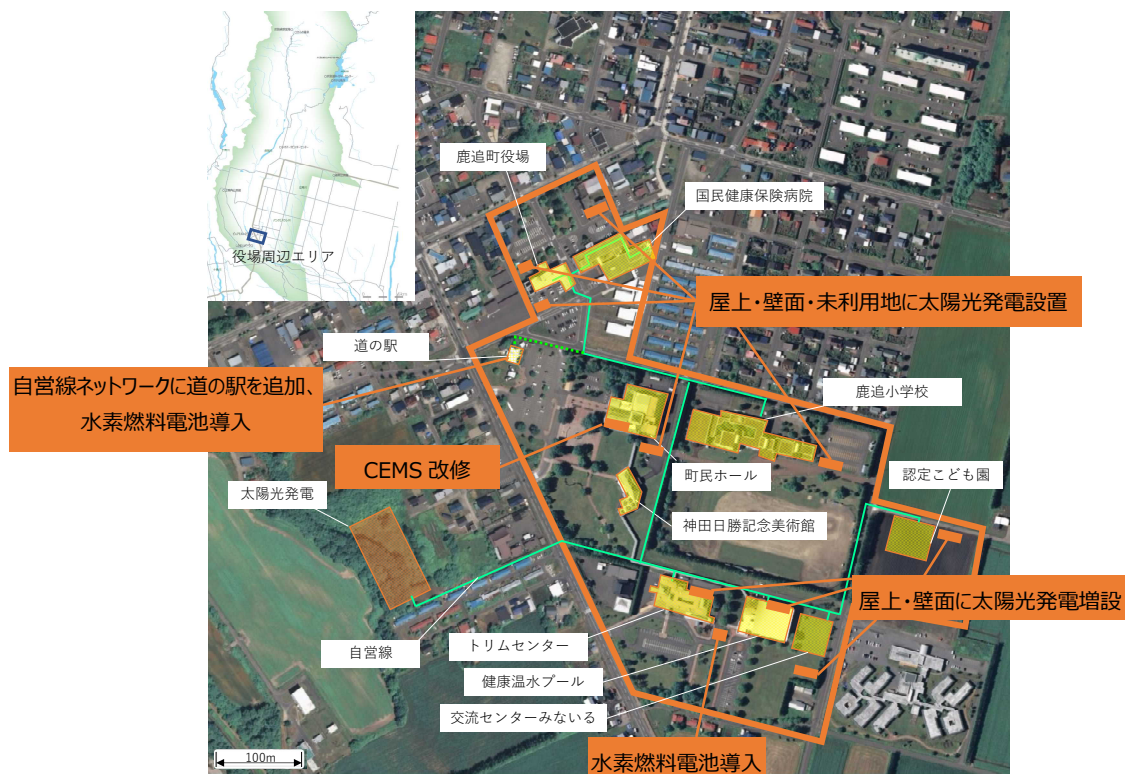 役場周辺エリア
鹿追町役場
国民健康保険病院
屋上・壁面・未利用地に太陽光発電設置
道の駅
自営線ネットワークに道の駅を追加、
水素燃料電池導入
鹿追小学校
CEMS 改修
町民ホール
認定こども園
太陽光発電
神田日勝記念美術館
屋上・壁面に太陽光発電増設
自営線
トリムセンター
健康温水プール
交流センターみないる
水素燃料電池導入
100m